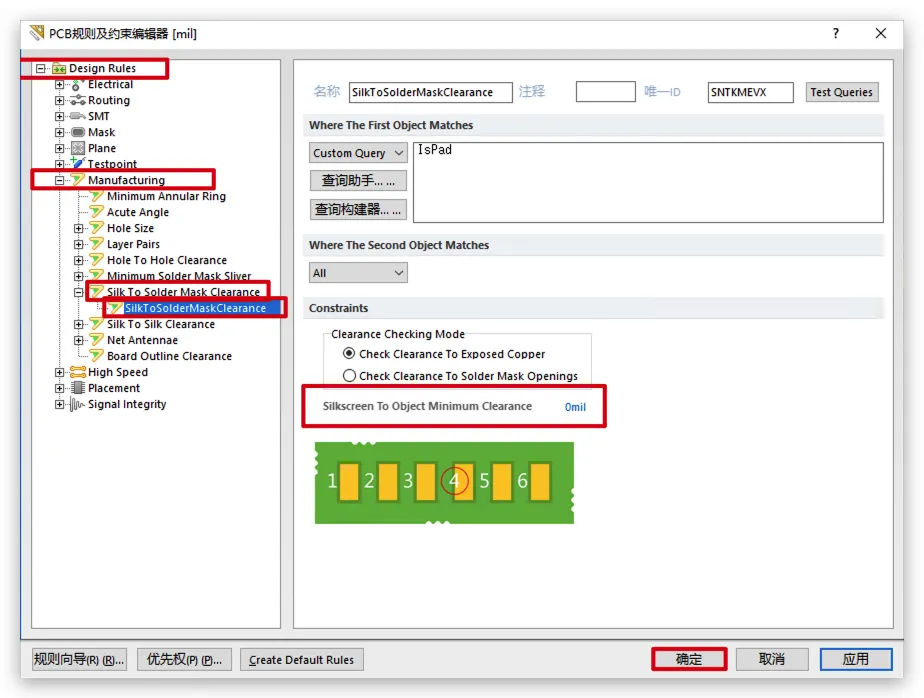 PCB规则及约束编辑器 [mil]
?
Design Rules
Electrical
Routing
SMT
Mask
Plane
Testpoint
Manufacturing
Minimum Annular Ring
Acute Angle
Hole Size
Layer Pairs
Hole To Hole Clearance
Minimum Solder Mask Sliver
Silk To Solder Mask Clearance
SilkToSolderMaskClearance
Silk To Silk Clearance
Net Antennae
Board Outline Clearance
High Speed
Placement
Signal Integrity
名称 SilkToSolderMaskClearance 注释 唯一ID SNTKMEVX Test Queries
Where The First Object Matches
Custom Query IsPad
查询助手... ...
查询构建器... ...
Where The Second Object Matches
All
Constraints
Clearance Checking Mode
Check Clearance To Exposed Copper
Check Clearance To Solder Mask Openings
Silkscreen To Object Minimum Clearance 0mil
1 2 3 4 5 6
规则向导(R) (R)... 优先权(P) (P)... Create Default Rules 确定 取消 应用